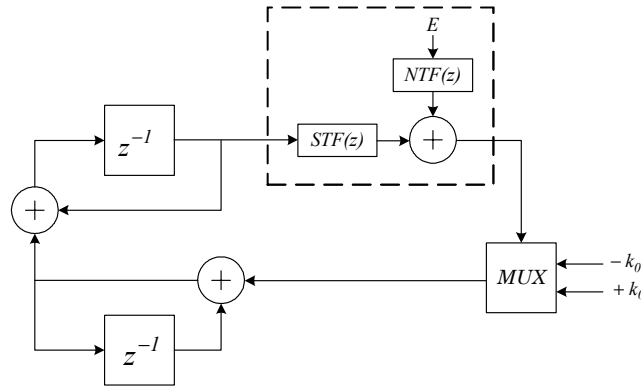 E
NTF(z)
z⁻¹
STF(z)
+
+
MUX
− k₀
+ k₀
+
z⁻¹